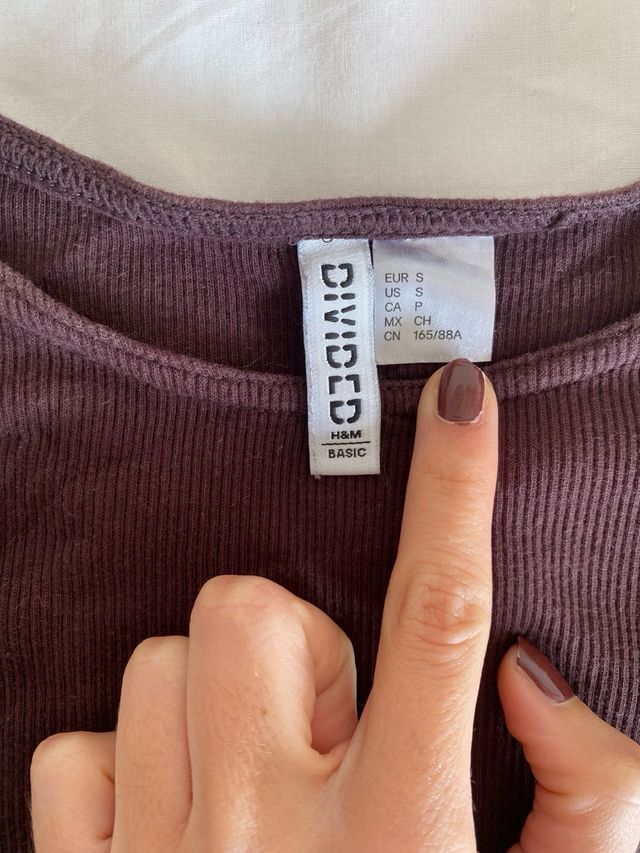 DIVIDED
H&M
BASIC
EUR S
US S
CA P
MX CH
CN 165/88A